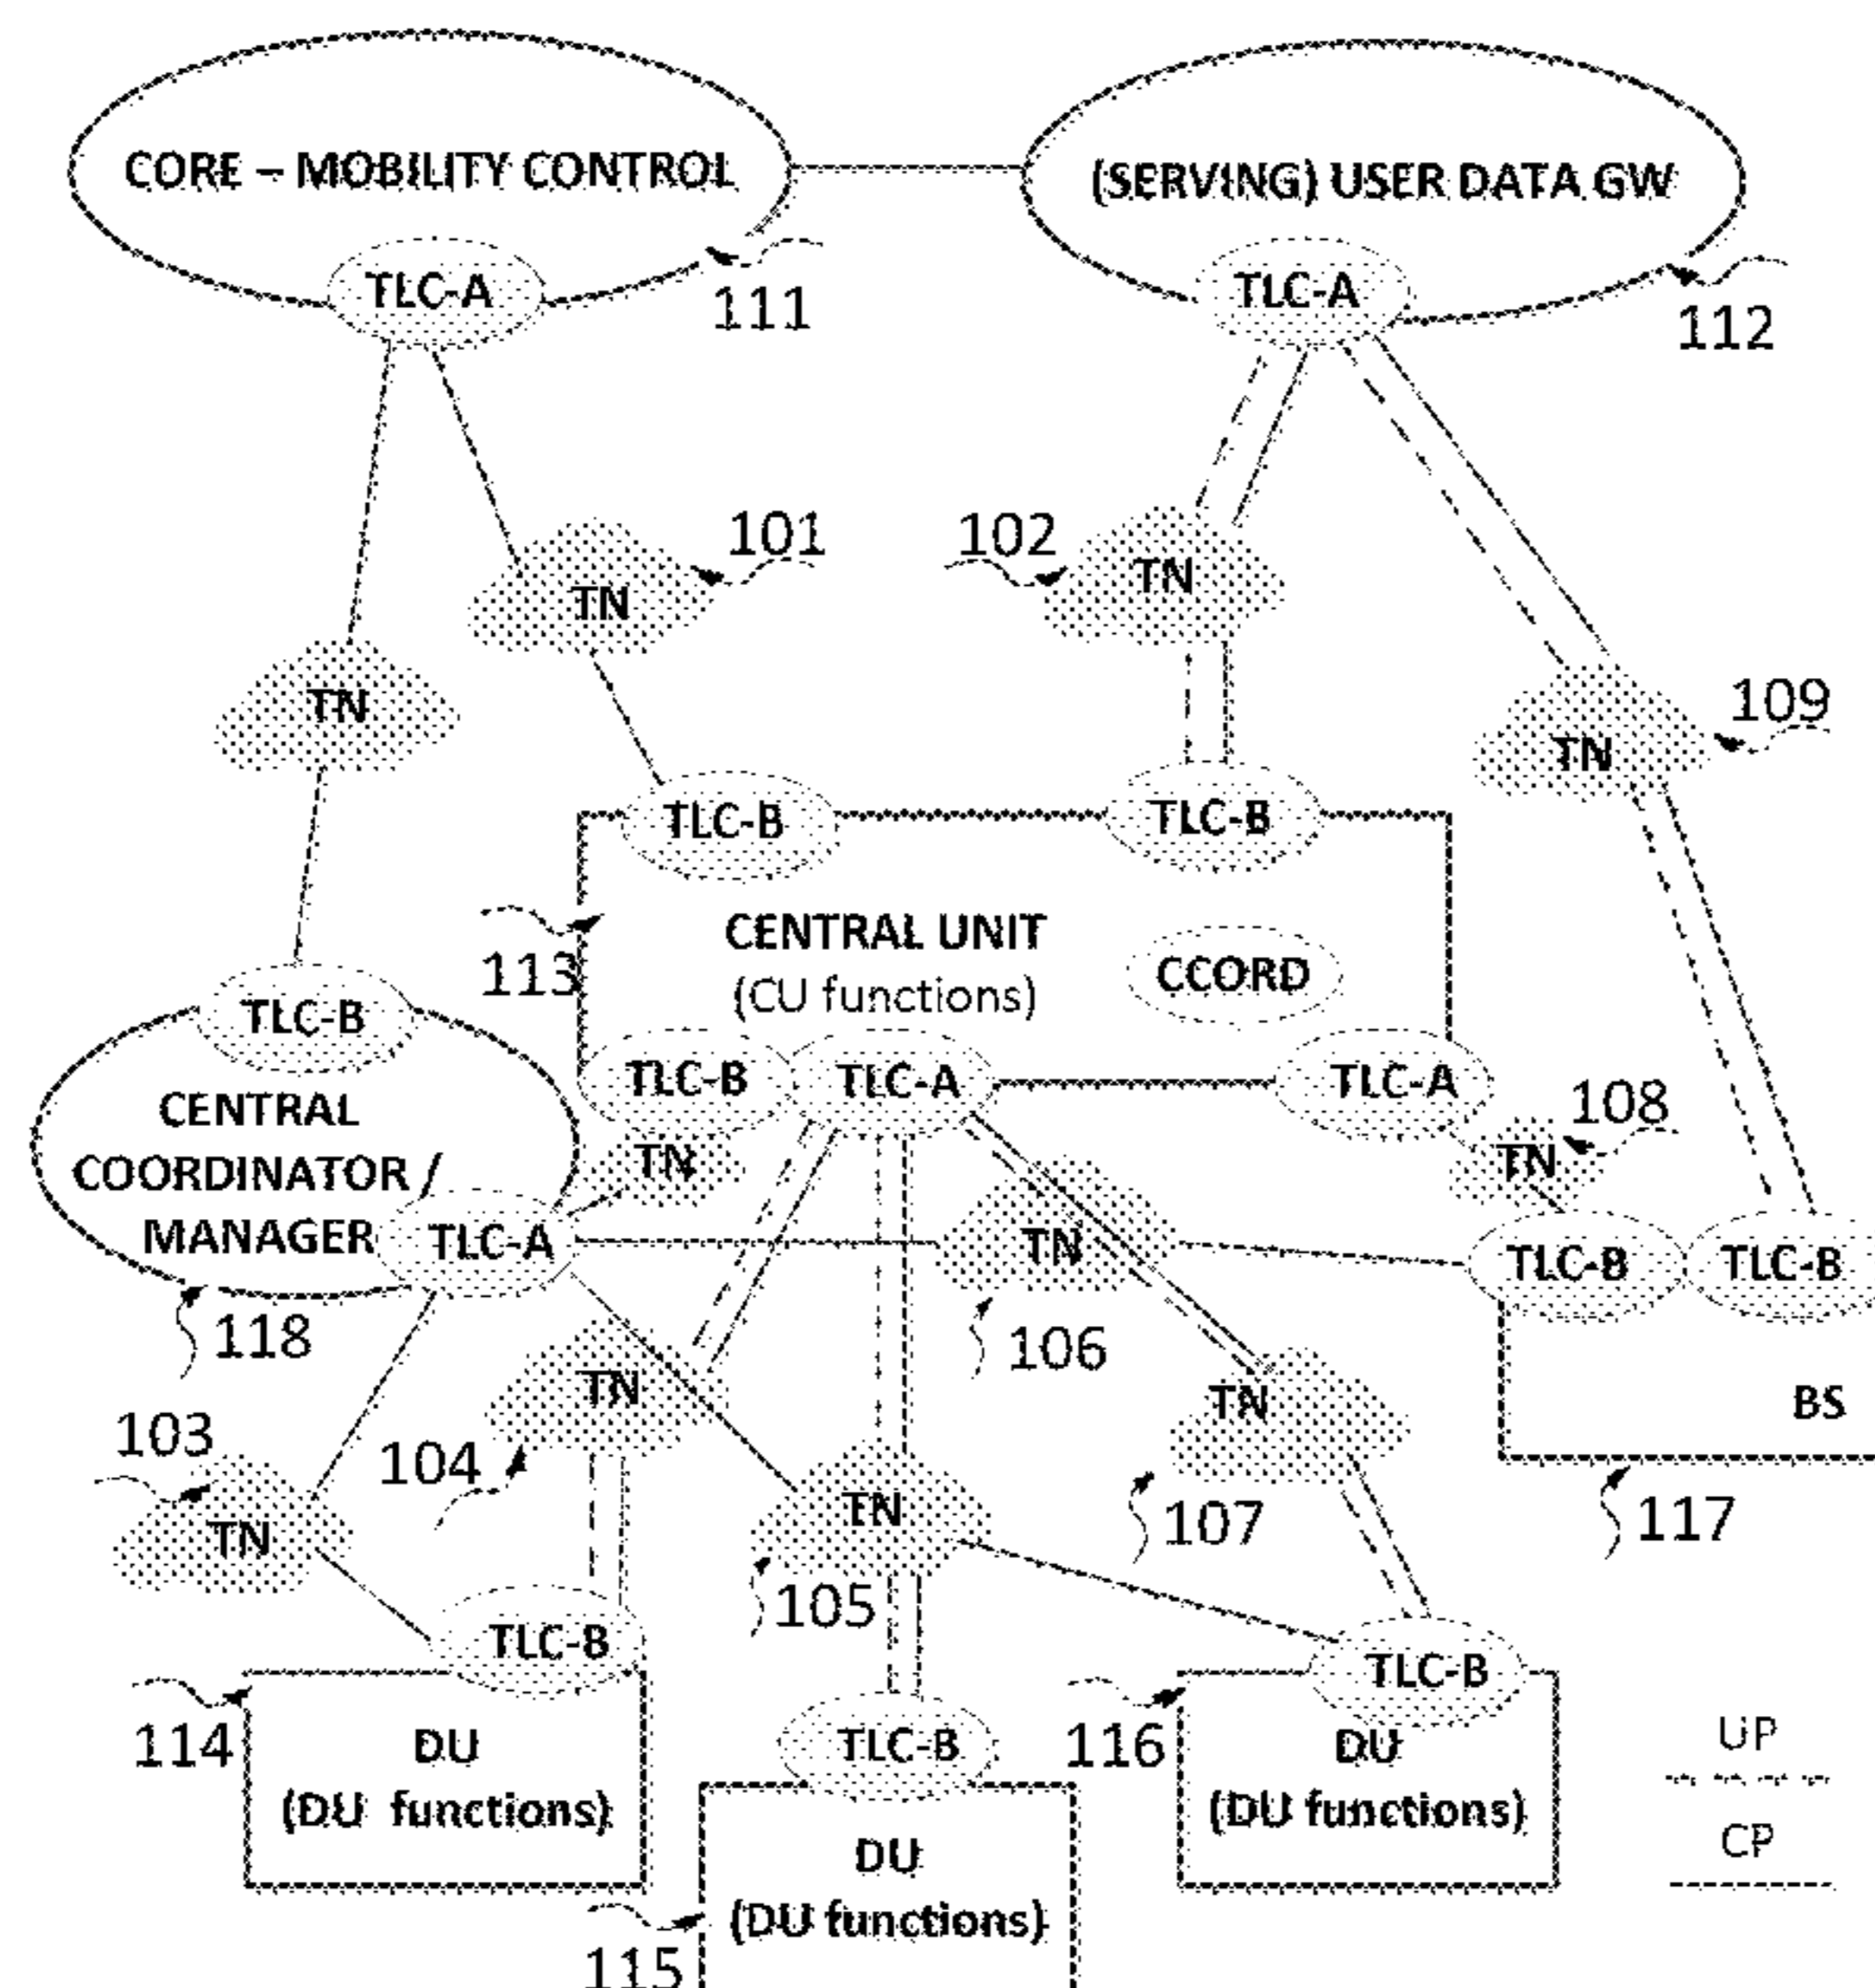 CORE – MOBILITY CONTROL
(SERVING) USER DATA GW
TLC-A
111
TLC-A
112
101
TN
102
TN
TN
109
TN
TLC-B
TLC-B
113
CENTRAL UNIT
(CU functions)
CCORD
TLC-B
CENTRAL
COORDINATOR /
MANAGER
TLC-B
TLC-A
TLC-A
108
TN
TN
TLC-A
TN
TLC-B
TLC-B
118
106
103
TN
104
TN
107
BS
117
TN
TN
105
TLC-B
114
DU
(DU functions)
TLC-B
116
TLC-B
DU
(DU functions)
115
DU
(DU functions)
UP
CP